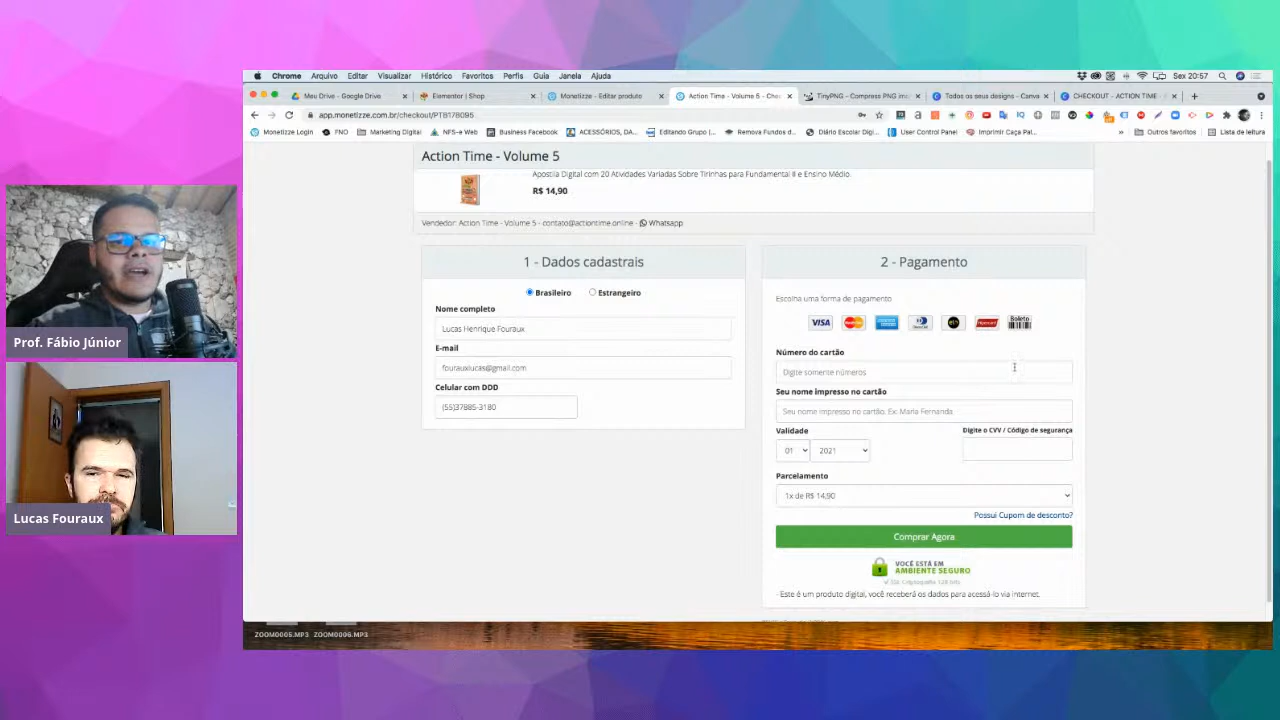 Chrome Arquivo Editar Visualizar Histórico Favoritos Perfis Guia Janela Ajuda
Sex 20:57
Meu Drive - Google Drive
Elementor | Shop
Monetizze - Editar produto
Action Time - Volume 5 - Chec
TinyPNG – Compress PNG im
Todos os seus designs - Canva
CHECKOUT - ACTION TIME
app.monetizze.com.br/checkout/PTB178095
Monetizze Login
FNO
Marketing Digital
NFS-> Web
Business Facebook
ACESSÓRIOS, DA...
Editando Grupo (...
Remova Fundos d...
Diário Escolar Digi...
User Control Panel
Imprimir Caça Pal...
»
Outros favoritos
Lista de leitura
Action Time - Volume 5
Apostila Digital com 20 Atividades Variadas Sobre Tirinhas para Fundamental II e Ensino Médio.
R$ 14,90
Vendedor: Action Time - Volume 5 - contato@actiontime.online - Whatsapp
1 - Dados cadastrais
Brasileiro
Estrangeiro
Nome completo
Lucas Henrique Fouraux
E-mail
fourauxlucas@gmail.com
Celular com DDD
(55)37885-3180
2 - Pagamento
Escolha uma forma de pagamento
VISA
Boleto
Número do cartão
Digite somente números
Seu nome impresso no cartão
Seu nome impresso no cartão. Ex: Maria Fernanda
Validade
Digite o CVV / Código de segurança
01
2021
Parcelamento
1x de R$ 14,90
Possui Cupom de desconto?
Comprar Agora
VOCÊ ESTÁ EM
AMBIENTE SEGURO
- Este é um produto digital, você receberá os dados para acessá-lo via internet.
ZOOM0005.MP3
ZOOM0006.MP3
Prof. Fábio Júnior
Lucas Fouraux